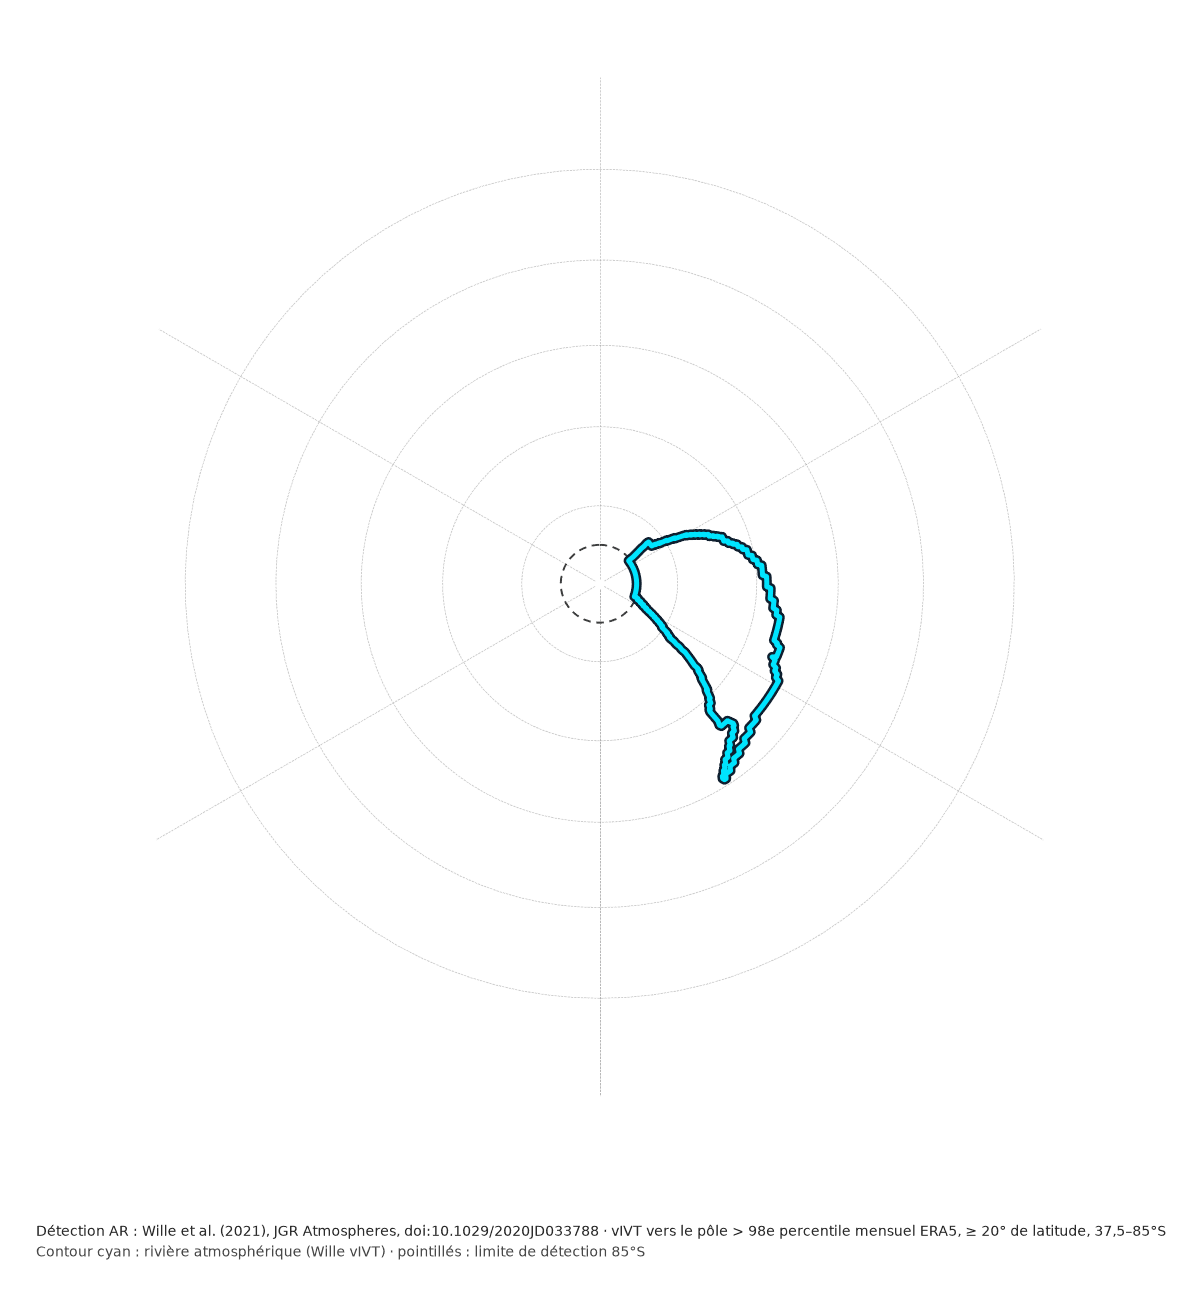 Détection AR : Wille et al. (2021), JGR Atmospheres, doi:10.1029/2020JD033788 · vIVT vers le pôle > 98e percentile mensuel ERA5, ≥ 20° de latitude, 37,5–85°S
Contour cyan : rivière atmosphérique (Wille vIVT) · pointillés : limite de détection 85°S